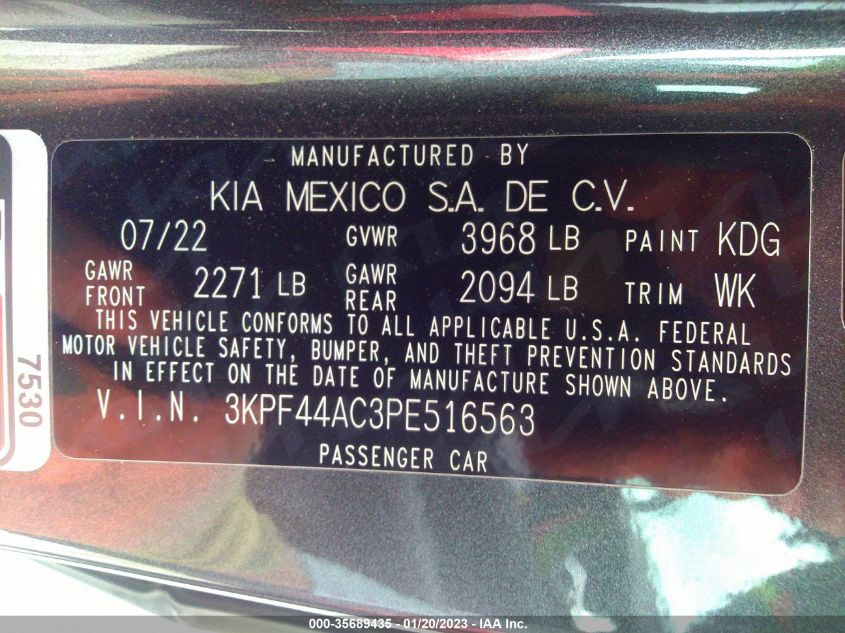 MANUFACTURED BY
KIA MEXICO S.A. DE C.V.
07/22 GVWR 3968 LB PAINT KDG
GAWR FRONT 2271 LB GAWR REAR 2094 LB TRIM WK
THIS VEHICLE CONFORMS TO ALL APPLICABLE U.S.A. FEDERAL
MOTOR VEHICLE SAFETY, BUMPER, AND THEFT PREVENTION STANDARDS
IN EFFECT ON THE DATE OF MANUFACTURE SHOWN ABOVE.
V.I.N. 3KPF44AC3PE516563
PASSENGER CAR
7530
000-35689435 - 01/20/2023 - IAA Inc.